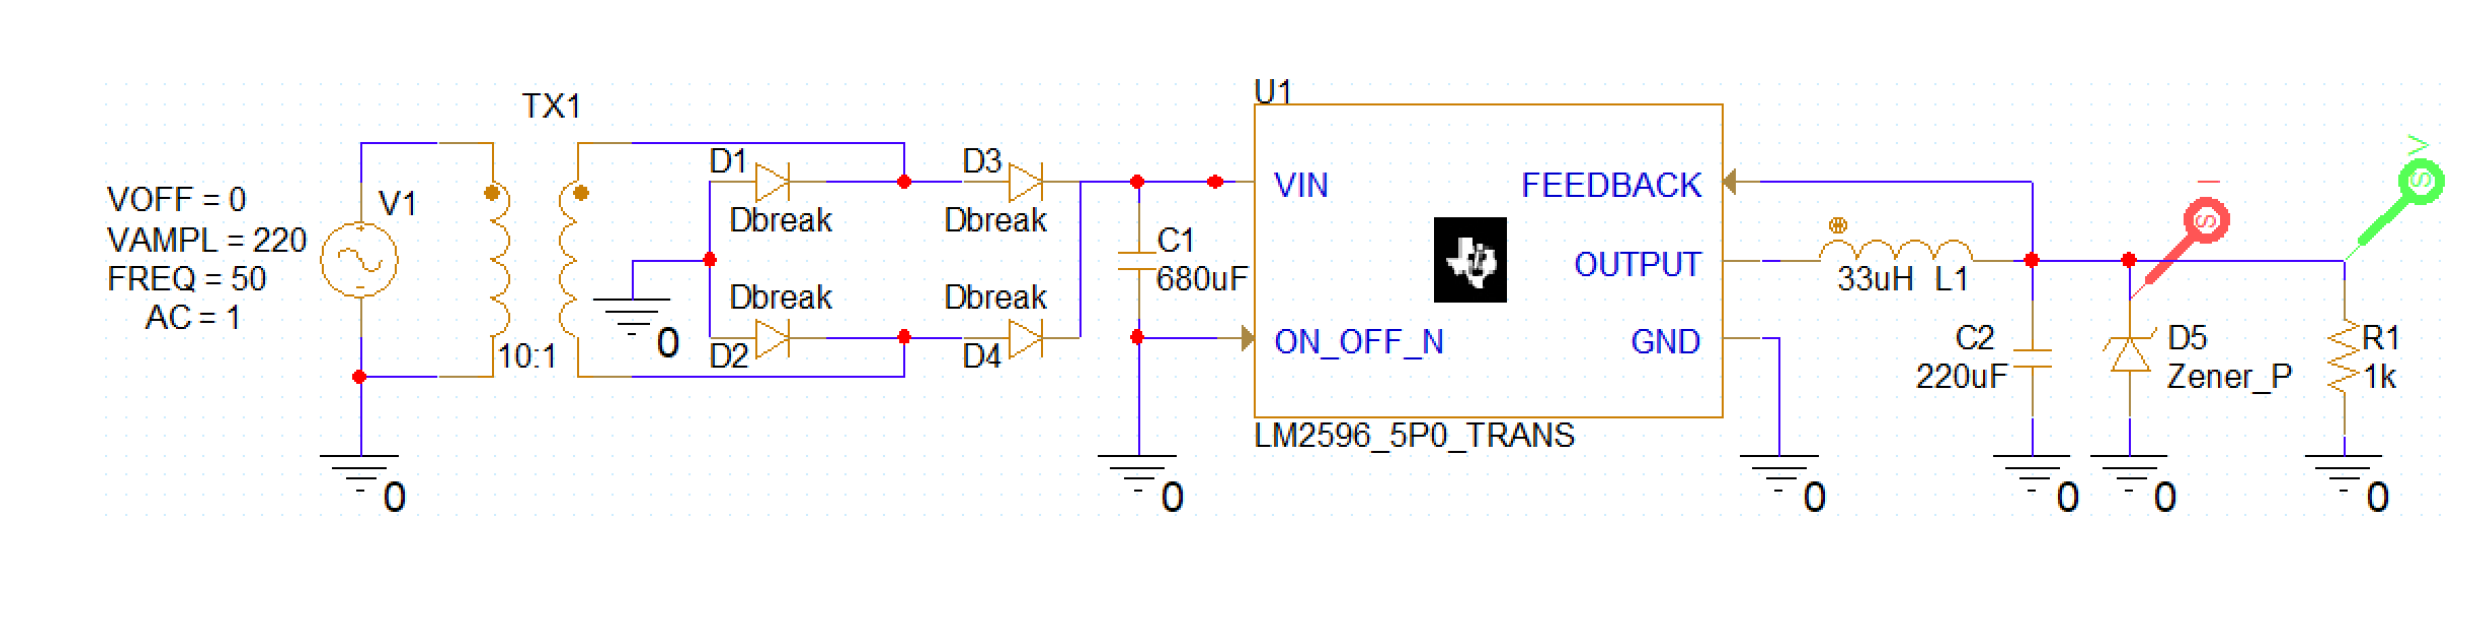 TX1
VOFF = 0
VAMPL = 220
FREQ = 50
AC = 1
V1
10:1
D1
Dbreak
D3
Dbreak
Dbreak
D2
Dbreak
D4
0
0
C1
680uF
0
U1
VIN
FEEDBACK
OUTPUT
ON_OFF_N
GND
LM2596_5P0_TRANS
0
33uH L1
C2
220uF
0
D5
Zener_P
0
R1
1k
0
I
S
V
S